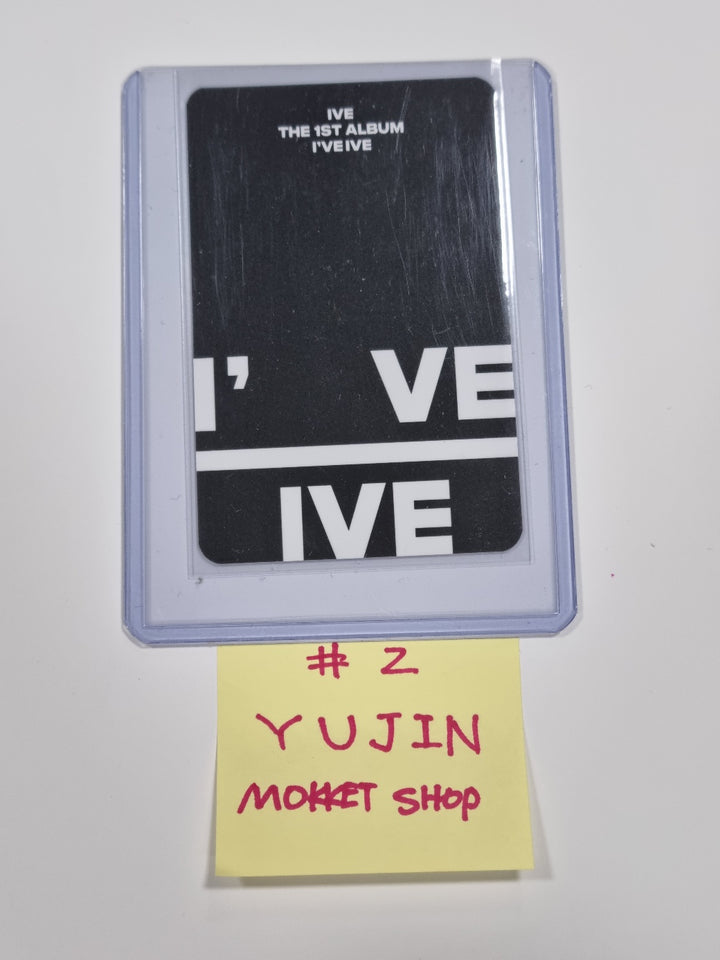 IVE
THE 1ST ALBUM
I'VE IVE
I' VE
IVE
# 2
YUJIN
MOKKET SHOP